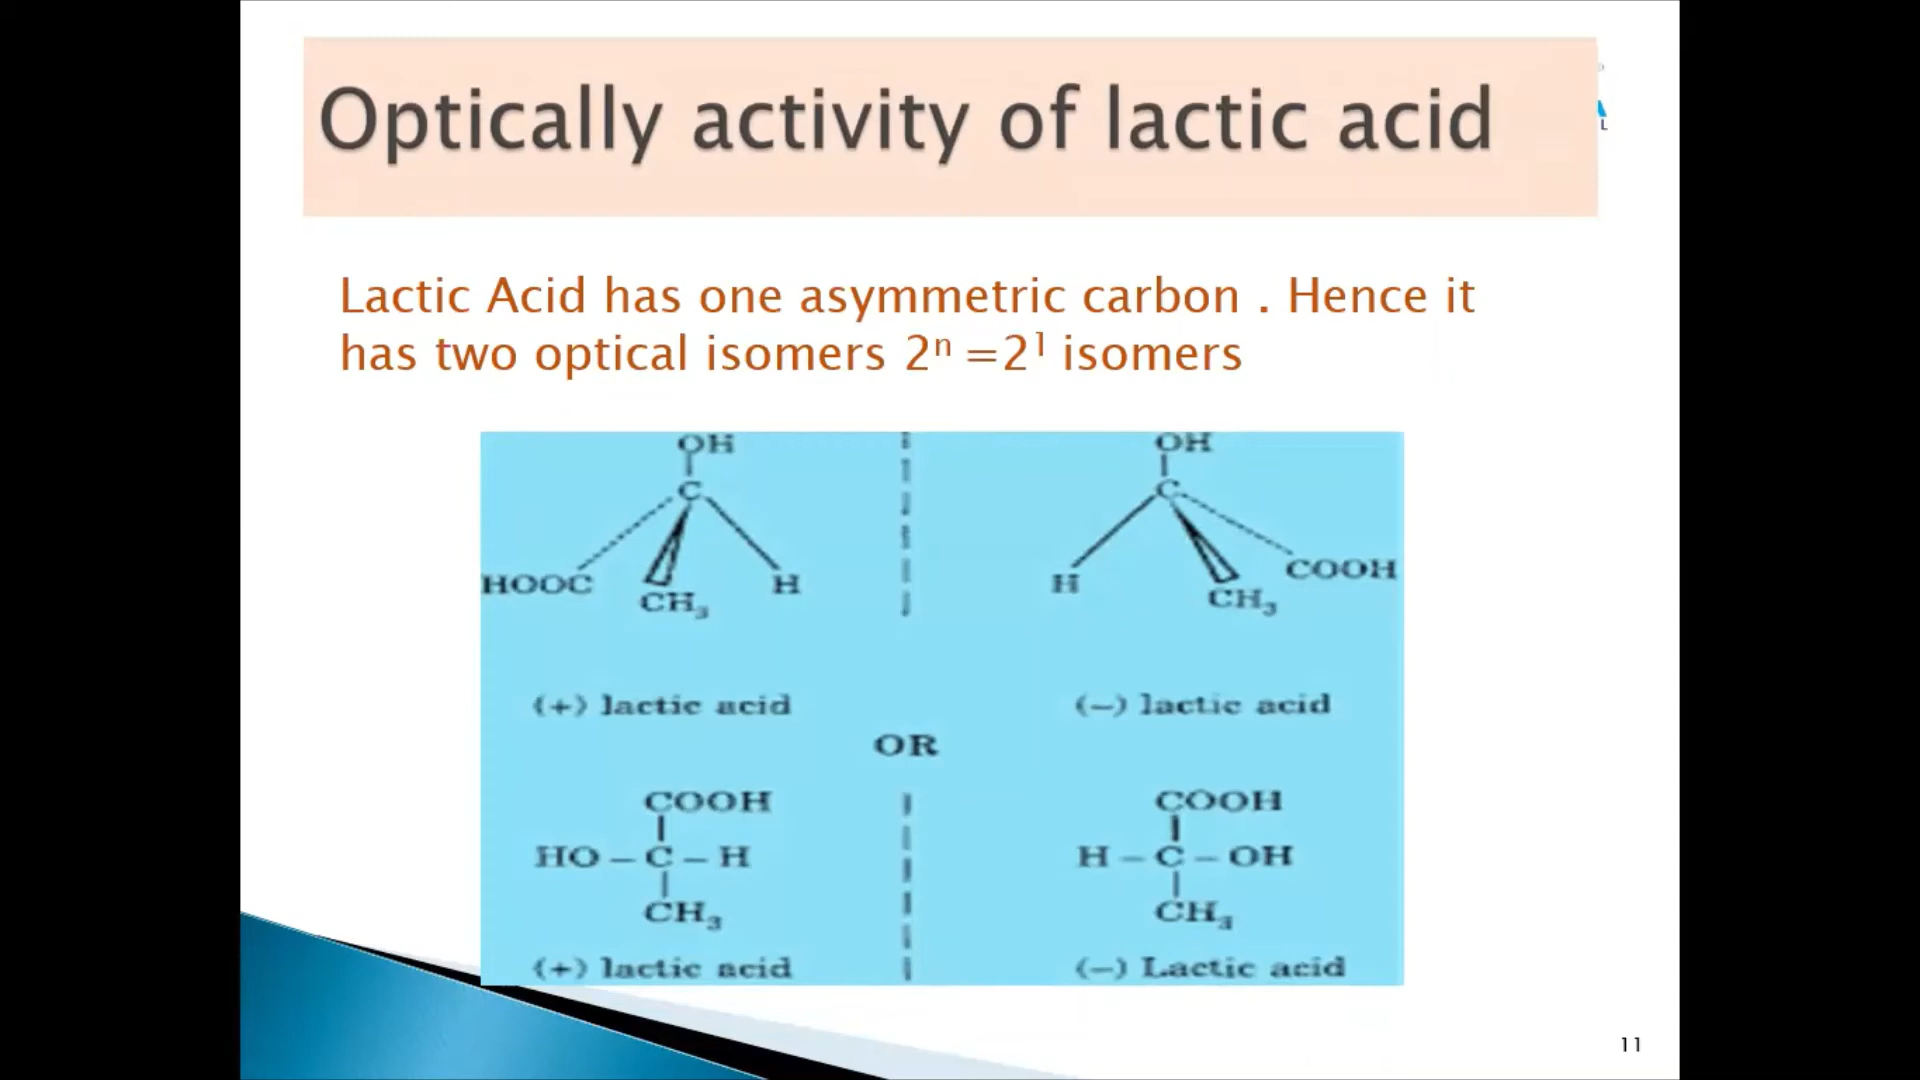 Optically activity of lactic acid
Lactic Acid has one asymmetric carbon . Hence it
has two optical isomers 2ⁿ =2¹ isomers
OH OH
C C
HOOC CH₃ H H CH₃ COOH
(+) lactic acid (−) lactic acid
OR
COOH COOH
HO – C – H H – C – OH
CH₃ CH₃
(+) lactic acid (−) Lactic acid
11